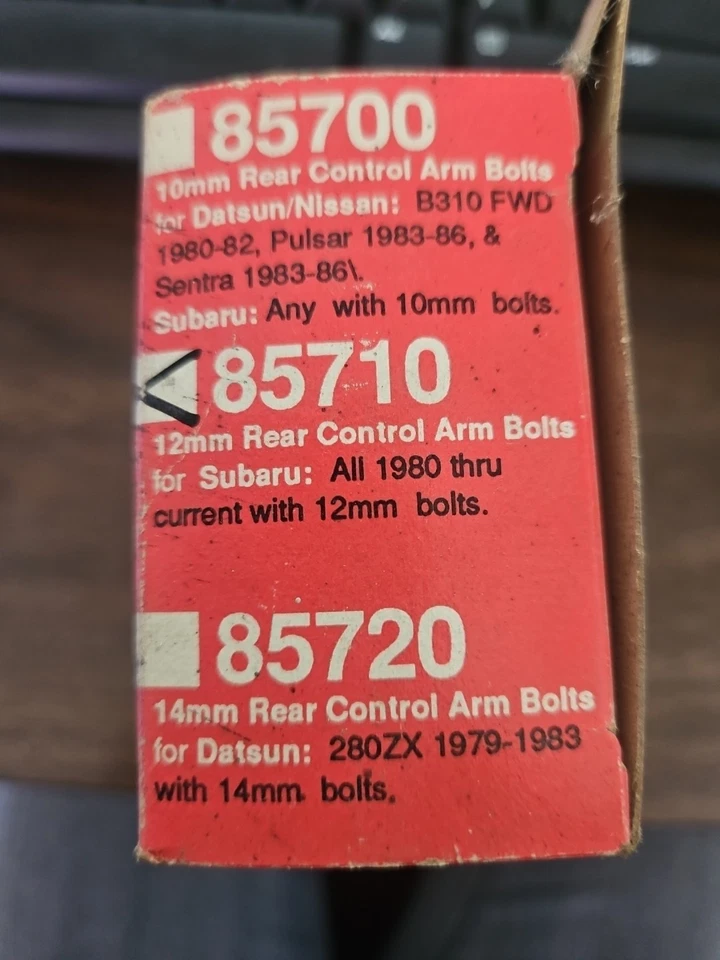 85700
10mm Rear Control Arm Bolts
for Datsun/Nissan: B310 FWD
1980-82, Pulsar 1983-86, &
Sentra 1983-86\.
Subaru: Any with 10mm bolts.
85710
12mm Rear Control Arm Bolts
for Subaru: All 1980 thru
current with 12mm bolts.
85720
14mm Rear Control Arm Bolts
for Datsun: 280ZX 1979-1983
with 14mm. bolts.